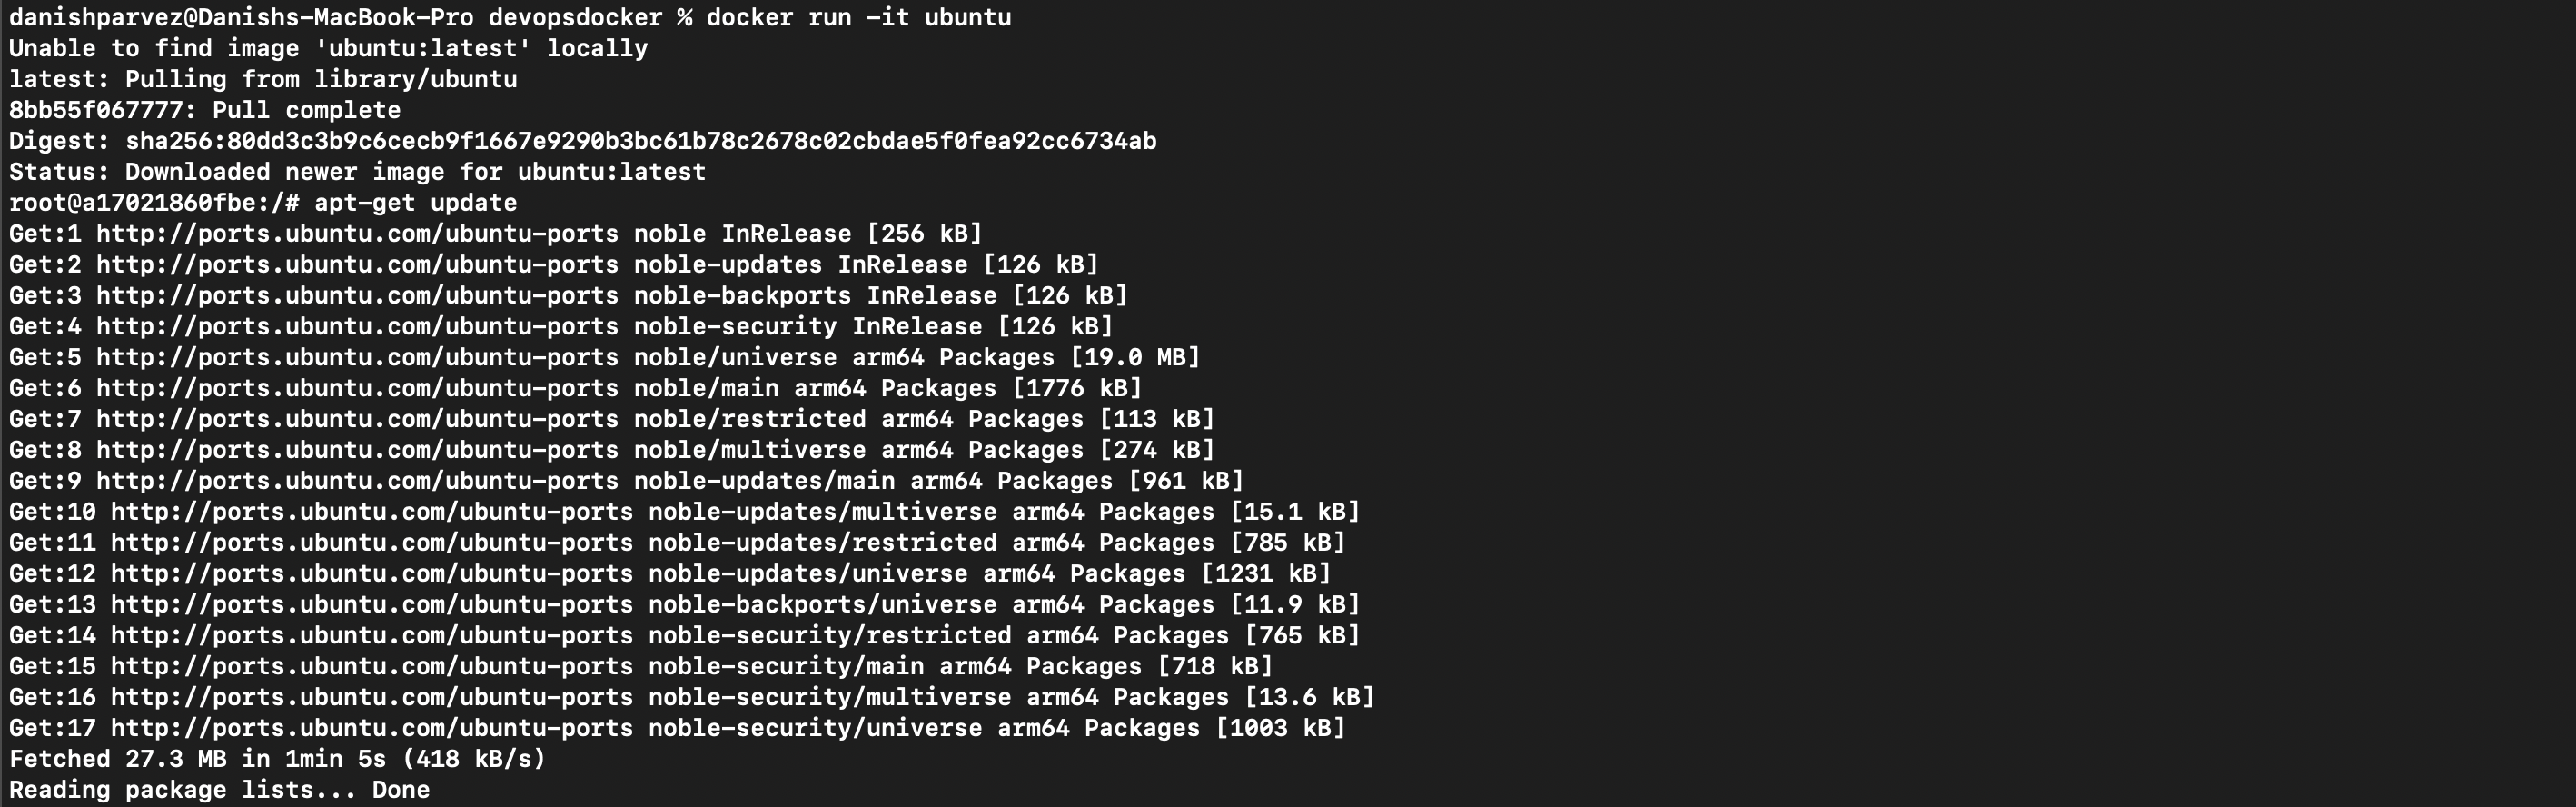 danishparvez@Danishs-MacBook-Pro devopsdocker % docker run -it ubuntu
Unable to find image 'ubuntu:latest' locally
latest: Pulling from library/ubuntu
8bb55f067777: Pull complete
Digest: sha256:80dd3c3b9c6cecb9f1667e9290b3bc61b78c2678c02cbdae5f0fea92cc6734ab
Status: Downloaded newer image for ubuntu:latest
root@a17021860fbe:/# apt-get update
Get:1 http://ports.ubuntu.com/ubuntu-ports noble InRelease [256 kB]
Get:2 http://ports.ubuntu.com/ubuntu-ports noble-updates InRelease [126 kB]
Get:3 http://ports.ubuntu.com/ubuntu-ports noble-backports InRelease [126 kB]
Get:4 http://ports.ubuntu.com/ubuntu-ports noble-security InRelease [126 kB]
Get:5 http://ports.ubuntu.com/ubuntu-ports noble/universe arm64 Packages [19.0 MB]
Get:6 http://ports.ubuntu.com/ubuntu-ports noble/main arm64 Packages [1776 kB]
Get:7 http://ports.ubuntu.com/ubuntu-ports noble/restricted arm64 Packages [113 kB]
Get:8 http://ports.ubuntu.com/ubuntu-ports noble/multiverse arm64 Packages [274 kB]
Get:9 http://ports.ubuntu.com/ubuntu-ports noble-updates/main arm64 Packages [961 kB]
Get:10 http://ports.ubuntu.com/ubuntu-ports noble-updates/multiverse arm64 Packages [15.1 kB]
Get:11 http://ports.ubuntu.com/ubuntu-ports noble-updates/restricted arm64 Packages [785 kB]
Get:12 http://ports.ubuntu.com/ubuntu-ports noble-updates/universe arm64 Packages [1231 kB]
Get:13 http://ports.ubuntu.com/ubuntu-ports noble-backports/universe arm64 Packages [11.9 kB]
Get:14 http://ports.ubuntu.com/ubuntu-ports noble-security/restricted arm64 Packages [765 kB]
Get:15 http://ports.ubuntu.com/ubuntu-ports noble-security/main arm64 Packages [718 kB]
Get:16 http://ports.ubuntu.com/ubuntu-ports noble-security/multiverse arm64 Packages [13.6 kB]
Get:17 http://ports.ubuntu.com/ubuntu-ports noble-security/universe arm64 Packages [1003 kB]
Fetched 27.3 MB in 1min 5s (418 kB/s)
Reading package lists... Done